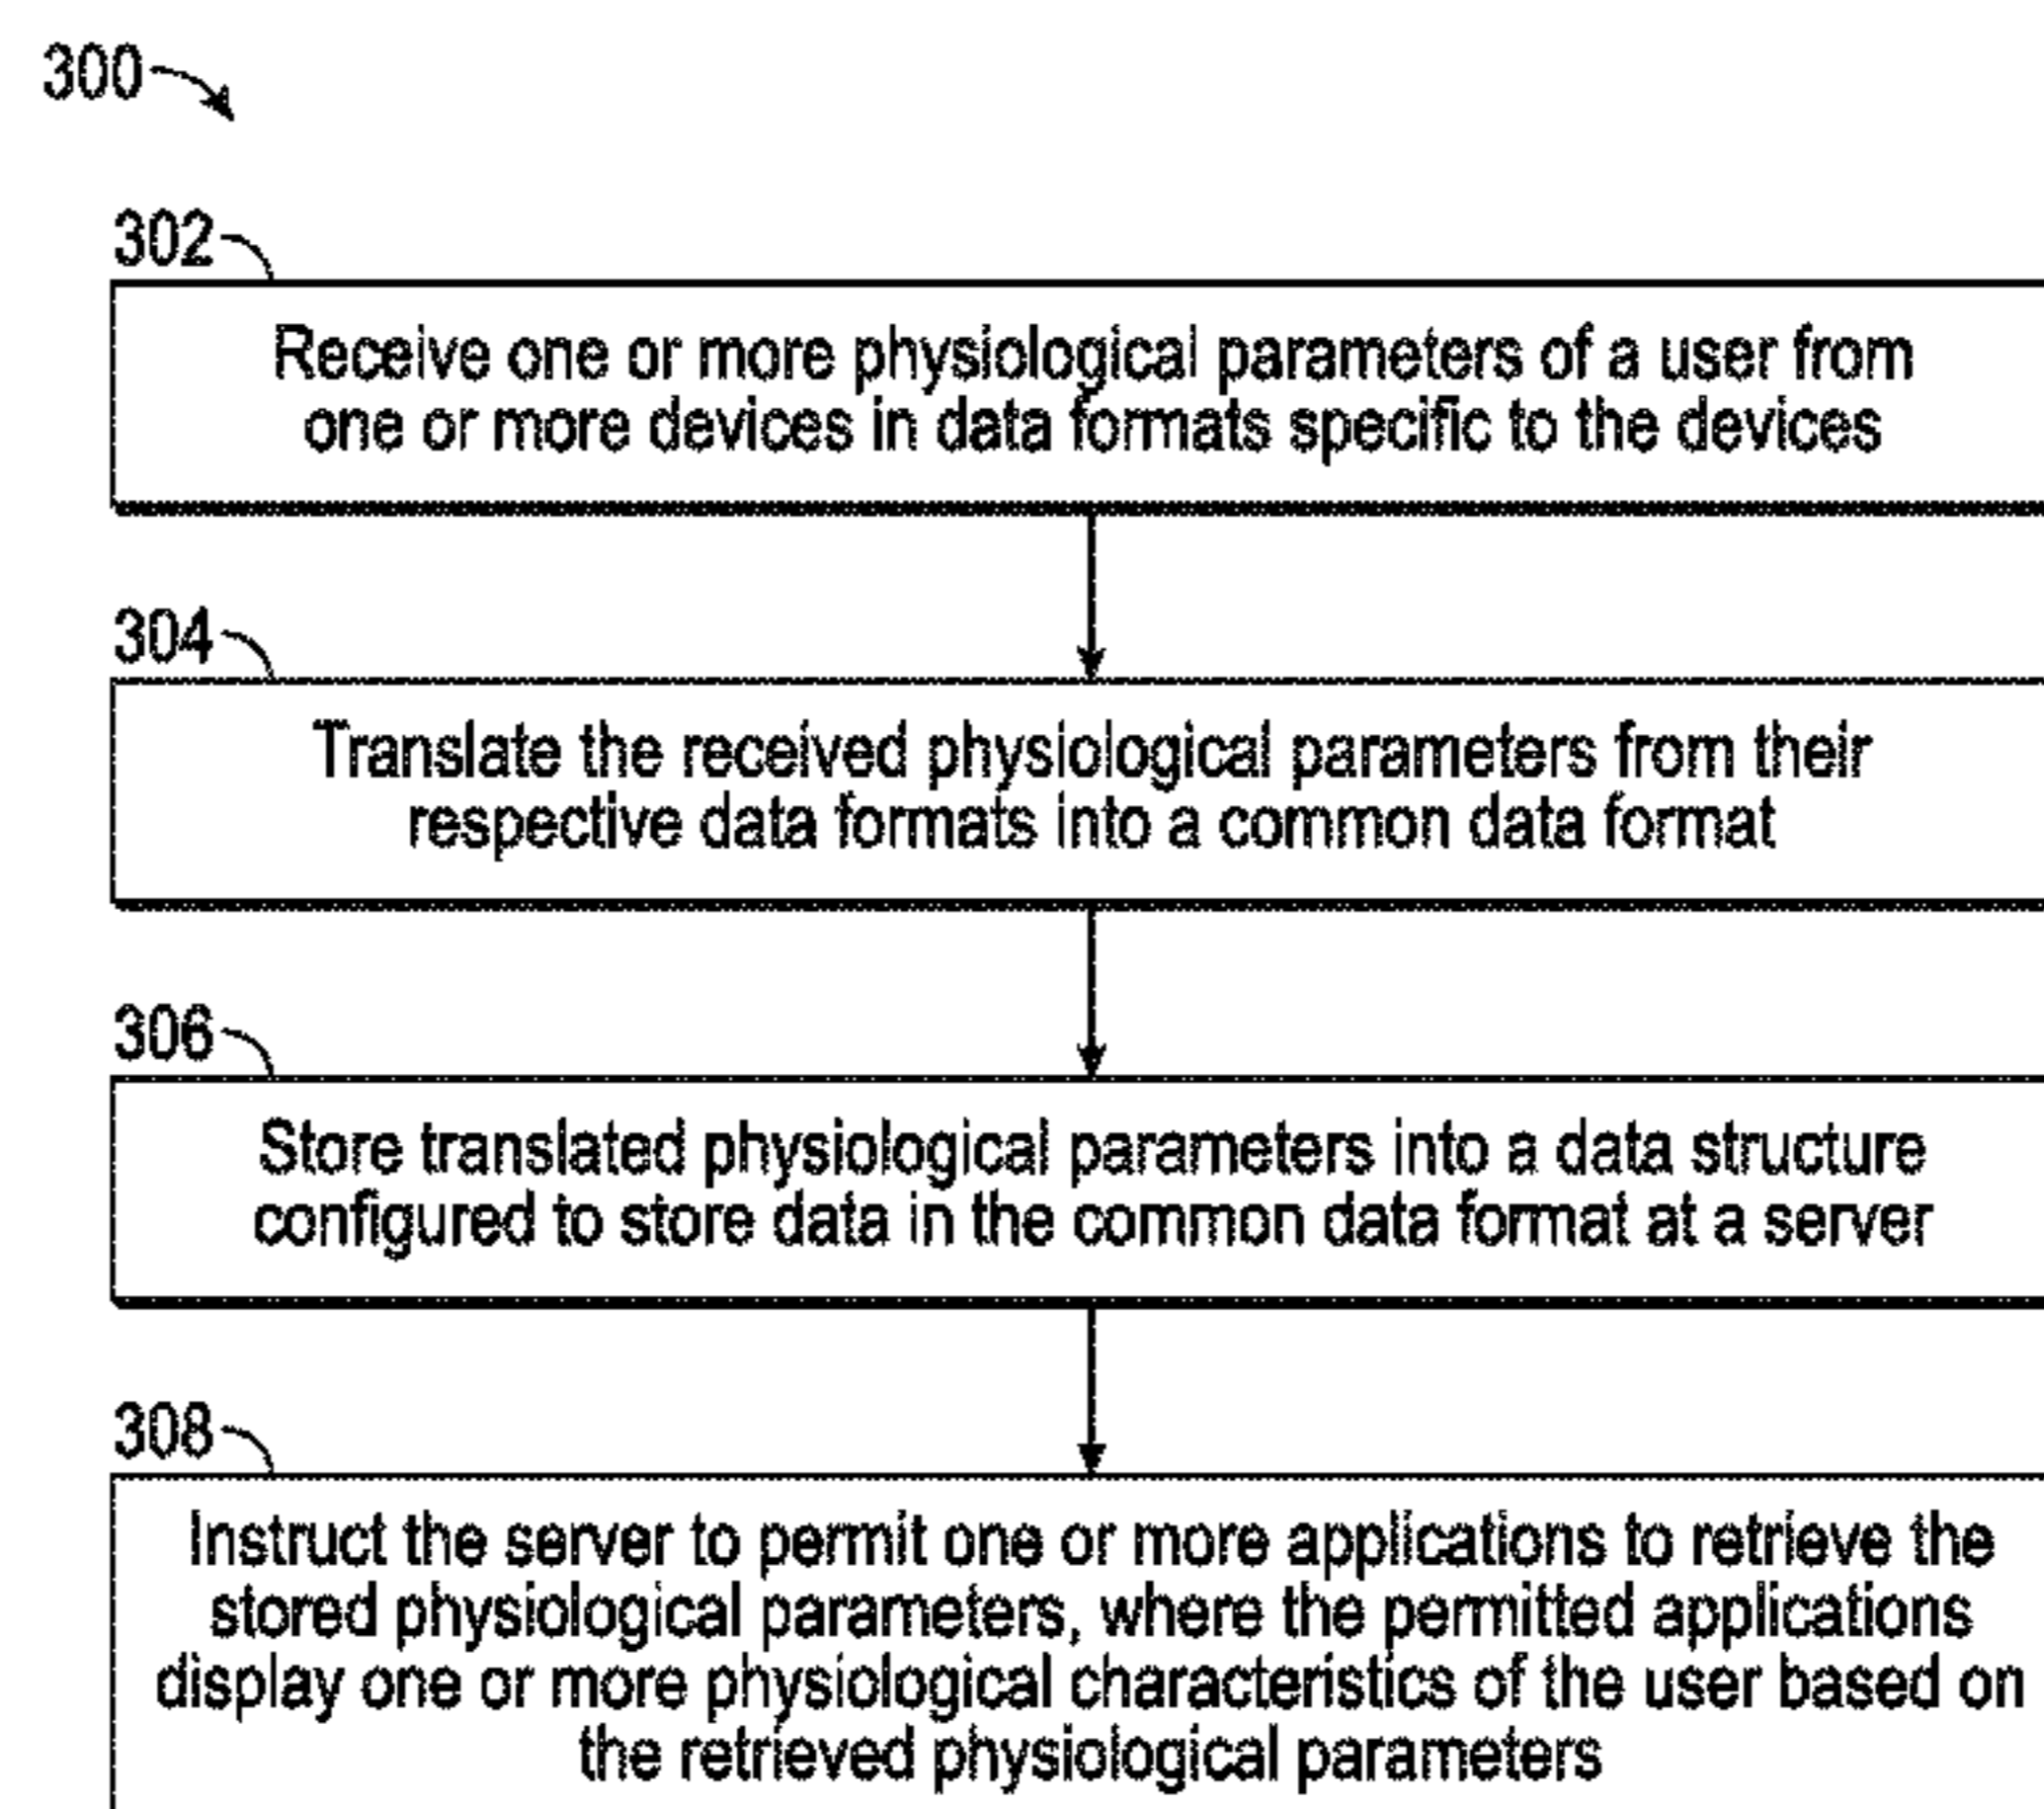 300
302
Receive one or more physiological parameters of a user from
one or more devices in data formats specific to the devices
304
Translate the received physiological parameters from their
respective data formats into a common data format
306
Store translated physiological parameters into a data structure
configured to store data in the common data format at a server
308
Instruct the server to permit one or more applications to retrieve the
stored physiological parameters, where the permitted applications
display one or more physiological characteristics of the user based on
the retrieved physiological parameters